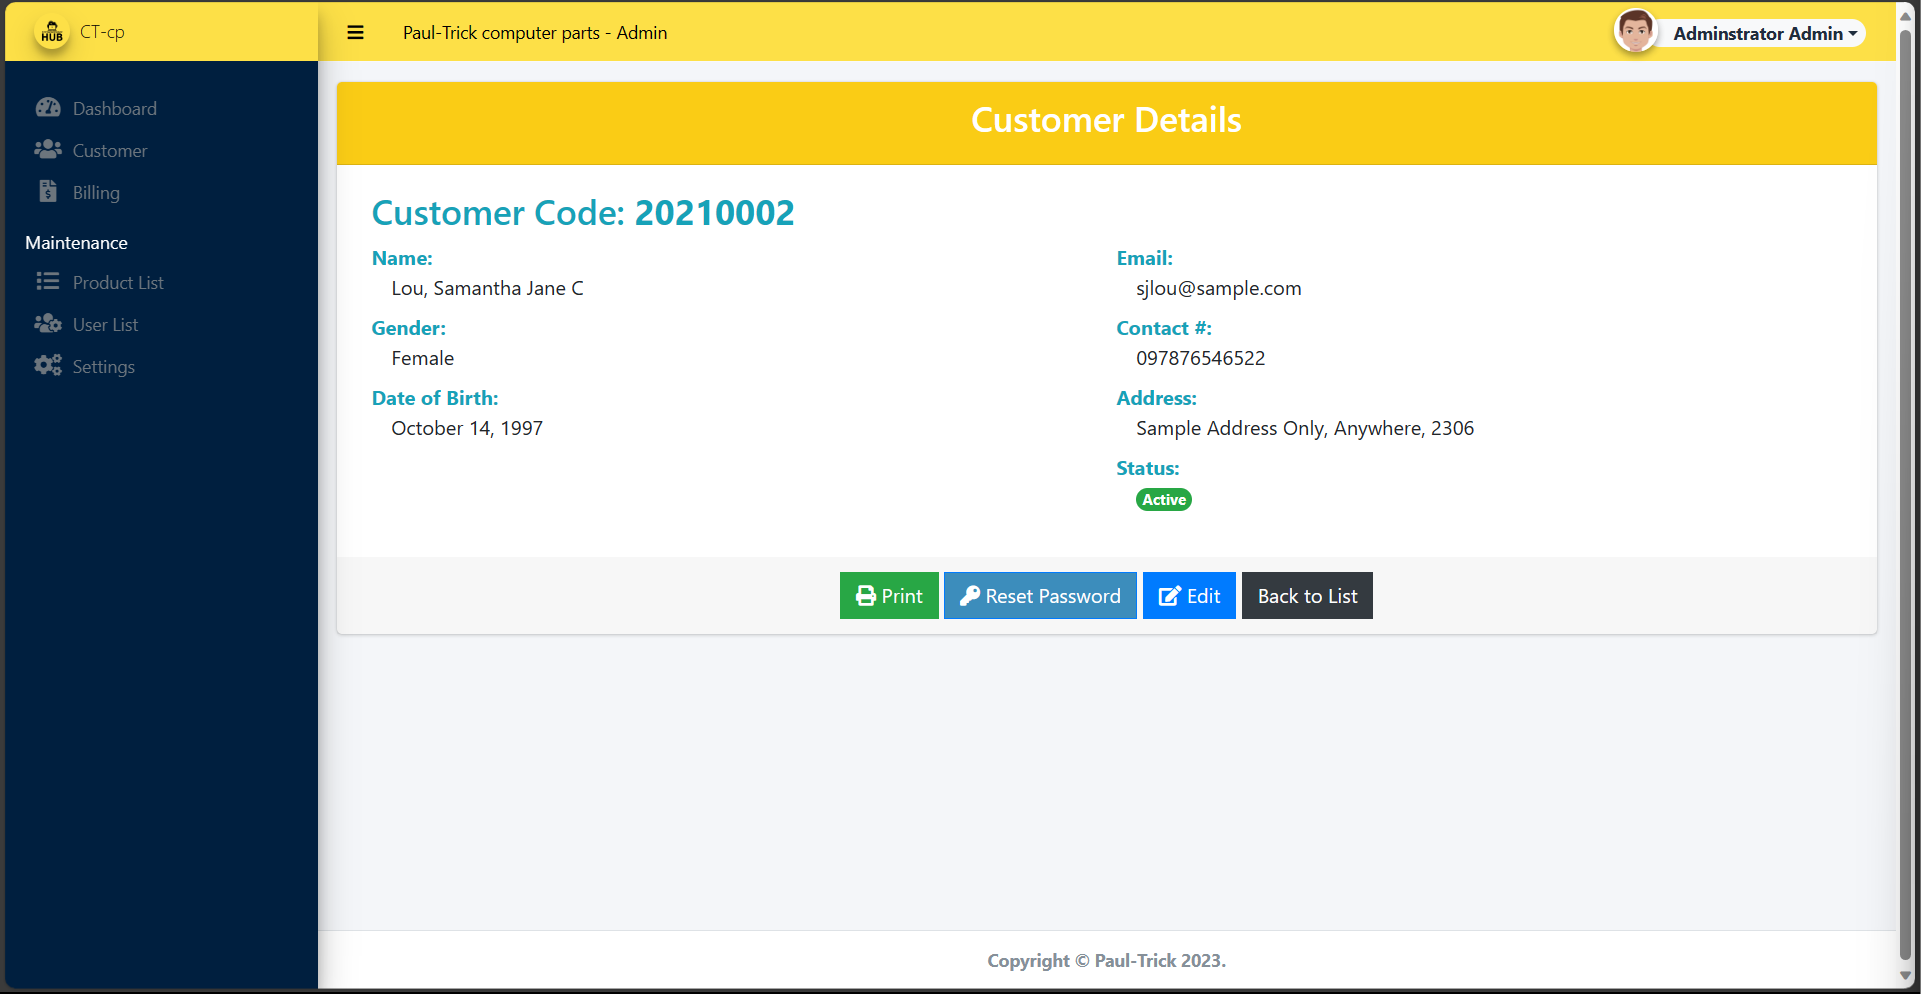 HUB CT-cp
Paul-Trick computer parts - Admin
Adminstrator Admin
Dashboard
Customer
Billing
Maintenance
Product List
User List
Settings
Customer Details
Customer Code: 20210002
Name:
Lou, Samantha Jane C
Gender:
Female
Date of Birth:
October 14, 1997
Email:
sjlou@sample.com
Contact #:
097876546522
Address:
Sample Address Only, Anywhere, 2306
Status:
Active
Print Reset Password Edit Back to List
Copyright © Paul-Trick 2023.